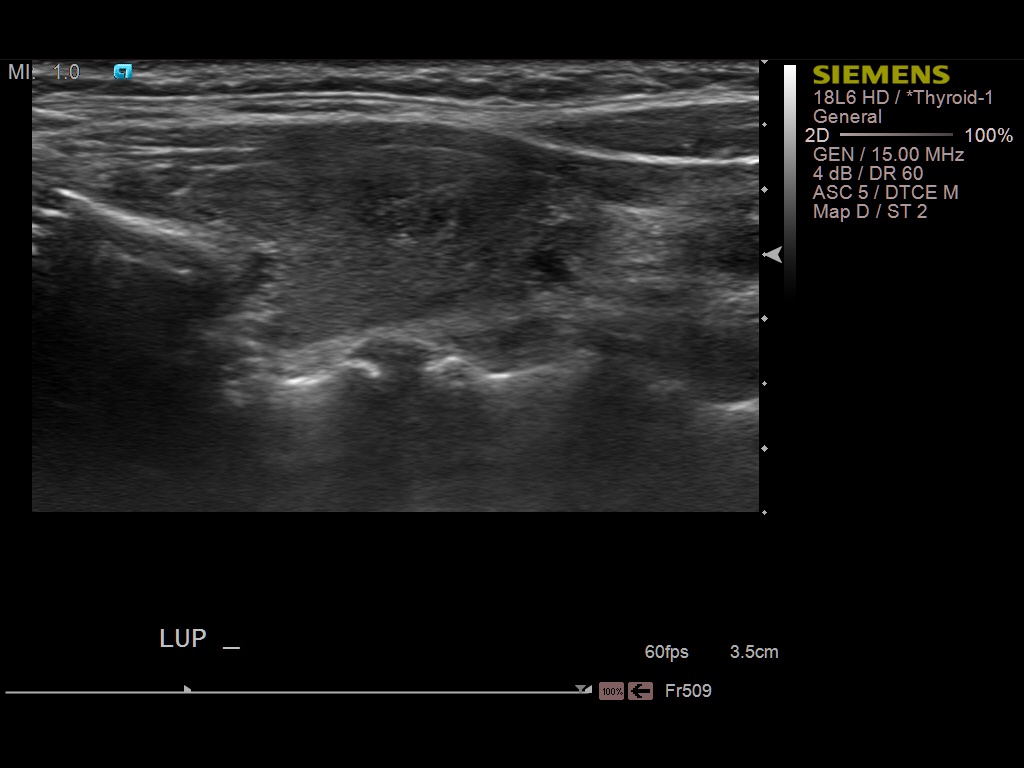 MI: 1.0
SIEMENS
18L6 HD / *Thyroid-1
General
2D 100%
GEN / 15.00 MHz
4 dB / DR 60
ASC 5 / DTCE M
Map D / ST 2
LUP _
60fps 3.5cm
100% Fr509